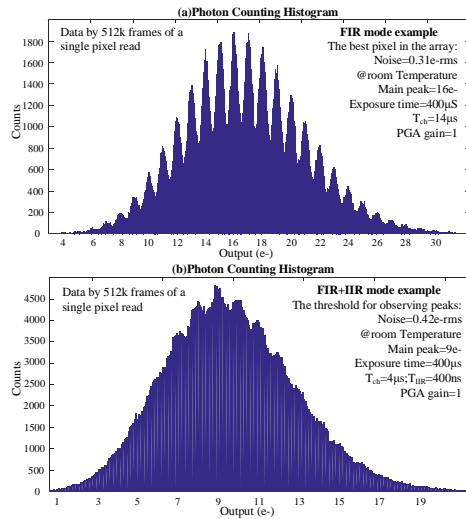 (a)Photon Counting Histogram
Data by 512k frames of a
single pixel read
FIR mode example
The best pixel in the array:
Noise=0.31e-rms
@room Temperature
Main peak=16e-
Exposure time=400μS
Tch=14μs
PGA gain=1
Counts
1800
1600
1400
1200
1000
800
600
400
200
0
4 6 8 10 12 14 16 18 20 22 24 26 28 30
Output (e-)
(b)Photon Counting Histogram
Data by 512k frames of a
single pixel read
FIR+IIR mode example
The threshold for observing peaks:
Noise=0.42e-rms
@room Temperature
Main peak=9e-
Exposure time=400μs
Tch=4μs;TIIR=400ns
PGA gain=1
Counts
4500
4000
3500
3000
2500
2000
1500
1000
500
0
1 3 5 7 9 11 13 15 17 19
Output (e-)